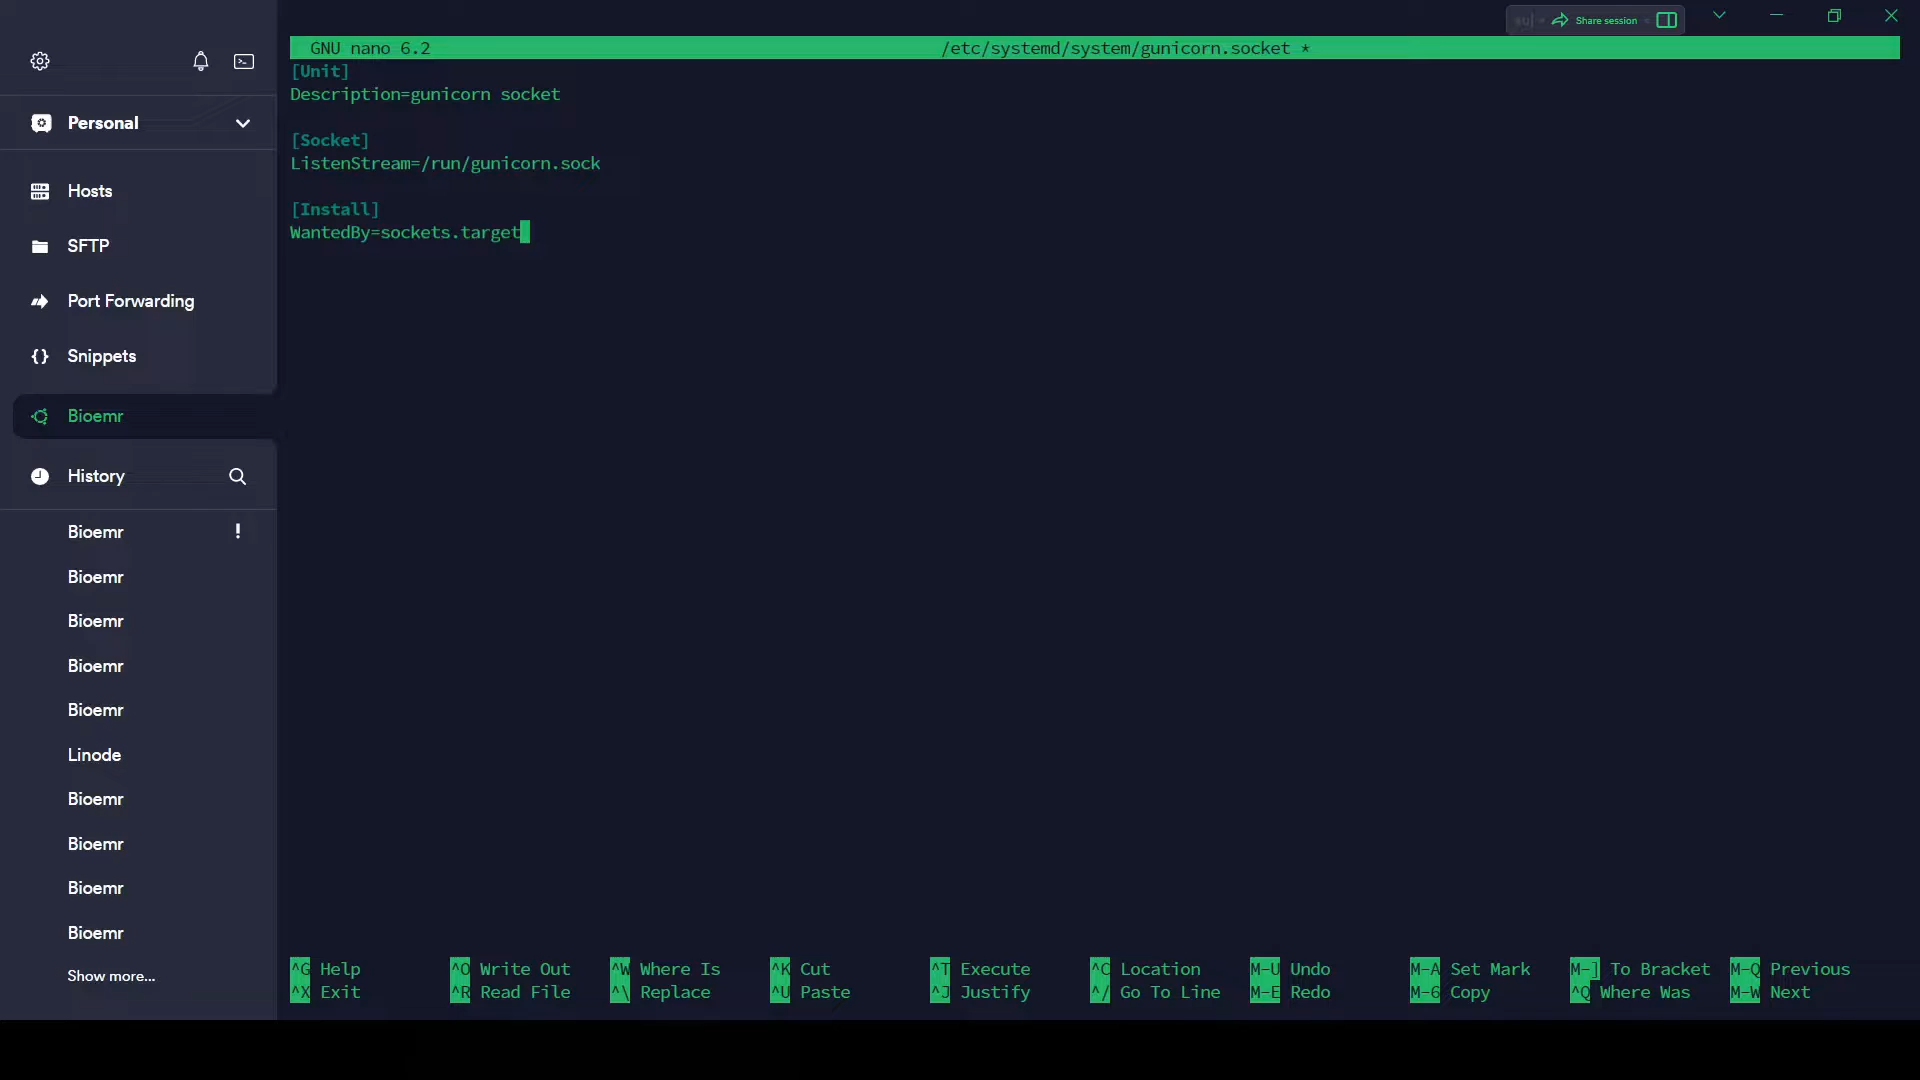 Share session
Personal
Hosts
SFTP
Port Forwarding
Snippets
Bioemr
History
Bioemr !
Bioemr
Bioemr
Bioemr
Bioemr
Linode
Bioemr
Bioemr
Bioemr
Bioemr
Show more...
GNU nano 6.2 /etc/systemd/system/gunicorn.socket *
[Unit]
Description=gunicorn socket
[Socket]
ListenStream=/run/gunicorn.sock
[Install]
WantedBy=sockets.target
^G Help ^O Write Out ^W Where Is ^K Cut ^T Execute ^C Location M-U Undo M-A Set Mark M-] To Bracket M-Q Previous
^X Exit ^R Read File ^\ Replace ^U Paste ^J Justify ^/ Go To Line M-E Redo M-6 Copy ^Q Where Was M-W Next